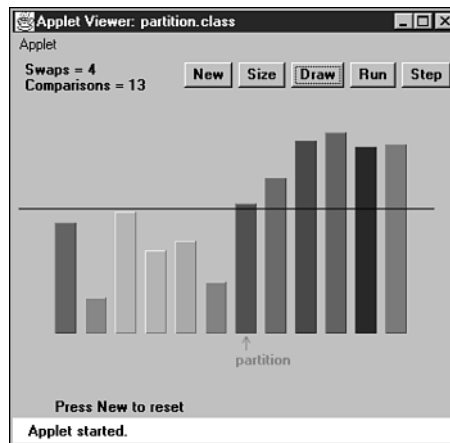 Applet Viewer: partition.class
Applet
Swaps = 4
Comparisons = 13
New Size Draw Run Step
partition
Press New to reset
Applet started.